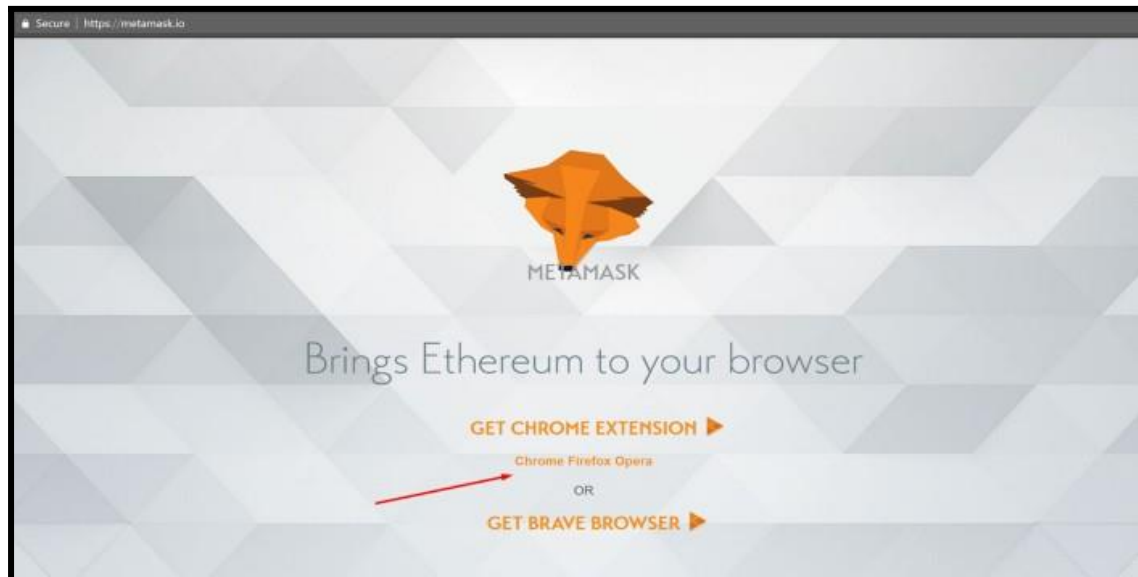 Secure | https://metamask.io
METAMASK
Brings Ethereum to your browser
GET CHROME EXTENSION
Chrome Firefox Opera
OR
GET BRAVE BROWSER